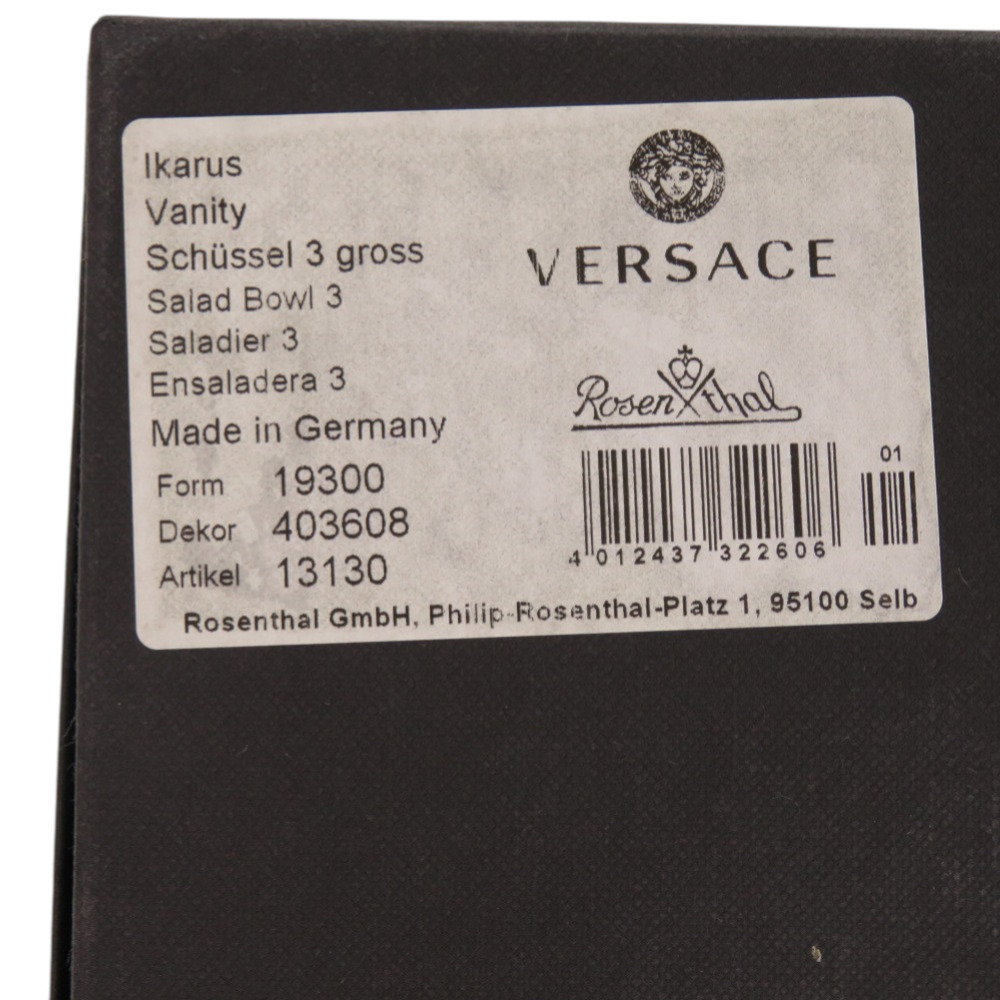 Ikarus
Vanity
Schüssel 3 gross
Salad Bowl 3
Saladier 3
Ensaladera 3
Made in Germany
Form 19300
Dekor 403608
Artikel 13130
VERSACE
Rosenthal
01
4 012437 322606
Rosenthal GmbH, Philip-Rosenthal-Platz 1, 95100 Selb